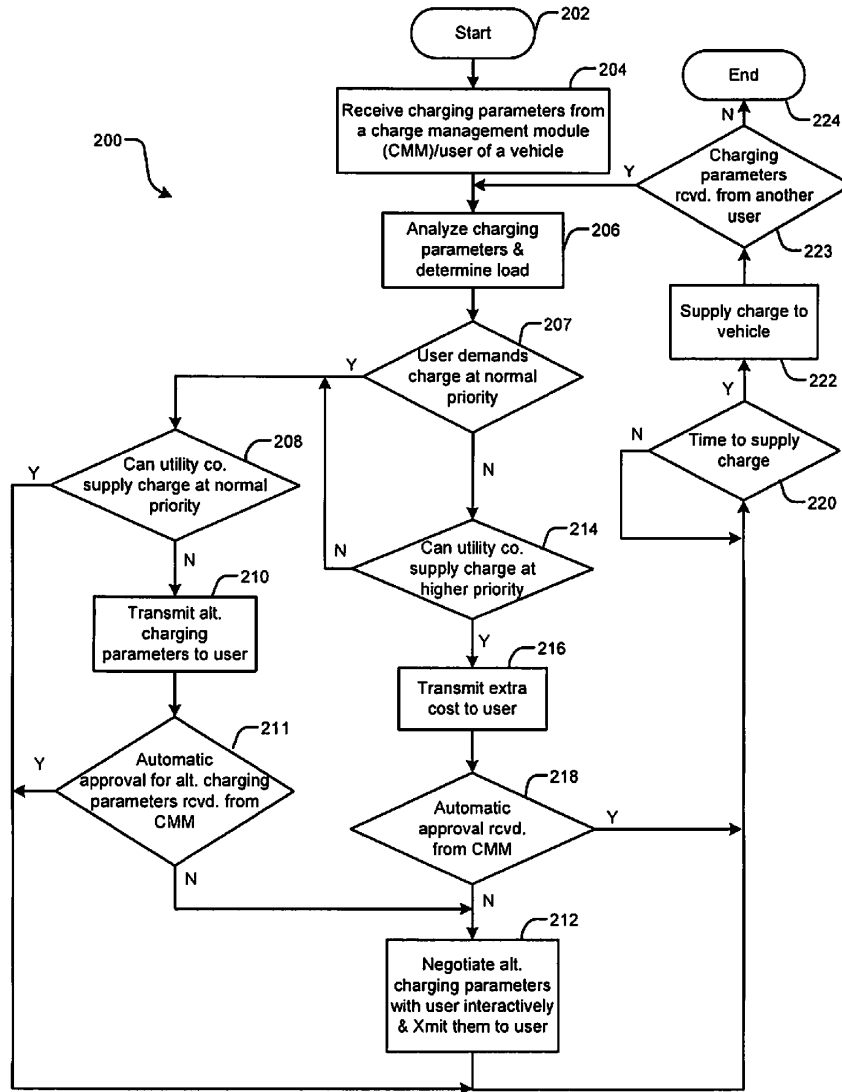 Start
202
204
Receive charging parameters from
a charge management module
(CMM)/user of a vehicle
End
224
N
200
Y
Charging
parameters
rcvd. from another
user
223
Analyze charging
parameters &
determine load
206
207
User demands
charge at normal
priority
Y
N
Supply charge to
vehicle
222
Y
208
Can utility co.
supply charge at normal
priority
Y
N
N
Time to supply
charge
220
214
Can utility co.
supply charge at
higher priority
N
Y
210
Transmit alt.
charging
parameters to user
216
Transmit extra
cost to user
211
Automatic
approval for alt. charging
parameters rcvd. from
CMM
Y
N
218
Automatic
approval rcvd.
from CMM
Y
N
212
Negotiate alt.
charging parameters
with user interactively
& Xmit them to user